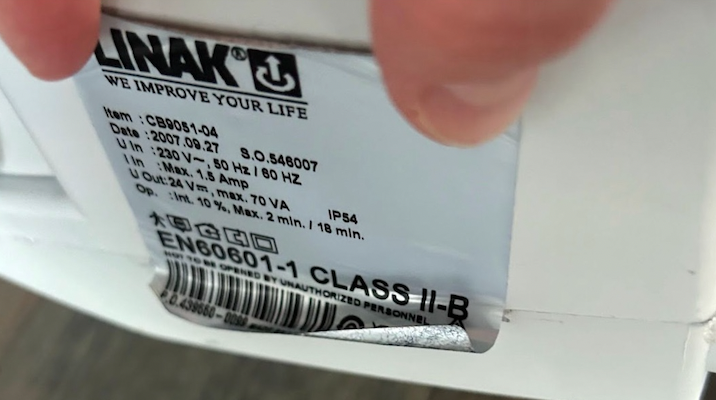 LINAK®
WE IMPROVE YOUR LIFE
Item : CB9051-04
Date : 2007.09.27 S.O.546007
U In : 230 V~, 50 Hz / 60 HZ
I In : Max. 1.5 Amp
U Out: 24 V⎓, max. 70 VA IP54
Op. : Int. 10 %, Max. 2 min. / 18 min.
EN60601-1 CLASS II-B
NOT TO BE OPENED BY UNAUTHORIZED PERSONNEL